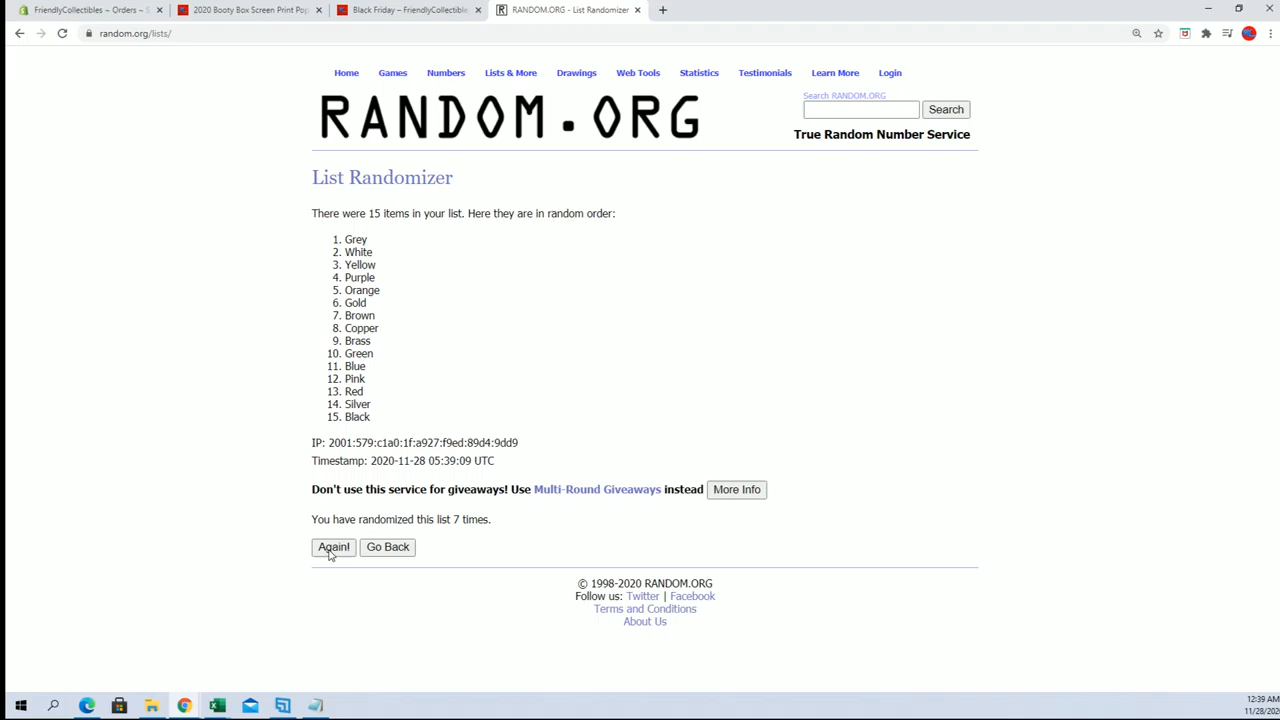 FriendlyCollectibles ~ Orders ~ S
2020 Booty Box Screen Print Pop
Black Friday – FriendlyCollectible
RANDOM.ORG - List Randomizer
random.org/lists/
Home Games Numbers Lists & More Drawings Web Tools Statistics Testimonials Learn More Login
RANDOM.ORG
Search RANDOM.ORG
Search
True Random Number Service
List Randomizer
There were 15 items in your list. Here they are in random order:
1. Grey
2. White
3. Yellow
4. Purple
5. Orange
6. Gold
7. Brown
8. Copper
9. Brass
10. Green
11. Blue
12. Pink
13. Red
14. Silver
15. Black
IP: 2001:579:c1a0:1f:a927:f9ed:89d4:9dd9
Timestamp: 2020-11-28 05:39:09 UTC
Don't use this service for giveaways! Use Multi-Round Giveaways instead More Info
You have randomized this list 7 times.
Again! Go Back
© 1998-2020 RANDOM.ORG
Follow us: Twitter | Facebook
Terms and Conditions
About Us
12:39 AM
11/28/202